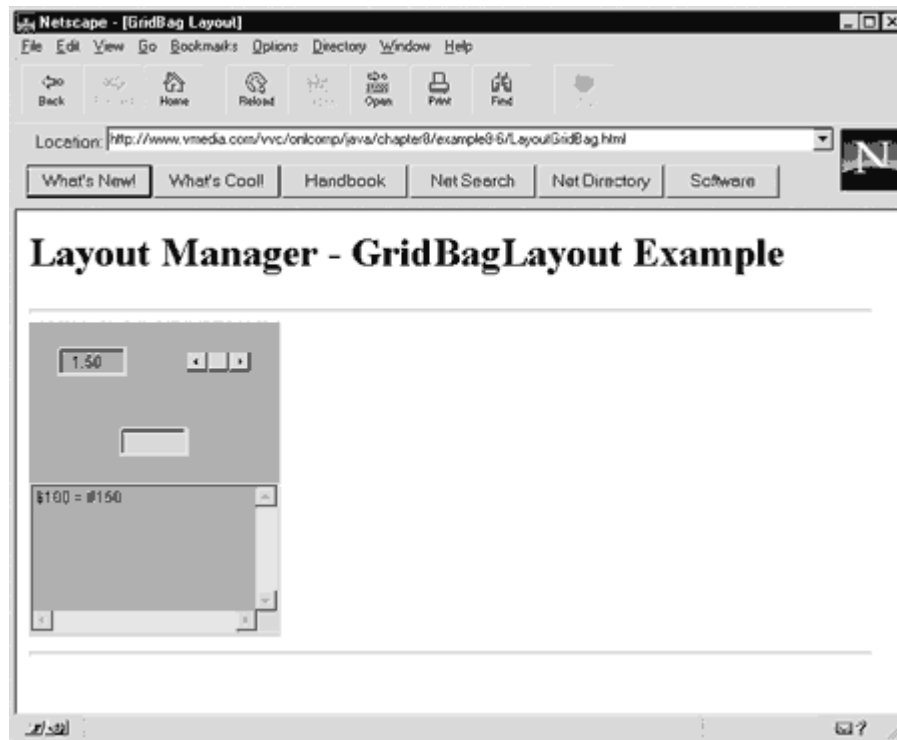 Netscape - [GridBag Layout]
File Edit View Go Bookmarks Options Directory Window Help
Back Home Reload Open Print Find
Location: http://www.vmedia.com/vvc/onlcomp/java/chapter8/example8-6/LayoutGridBag.html
N
What's New! What's Cool! Handbook Net Search Net Directory Software
Layout Manager - GridBagLayout Example
1.50
$100 = #150